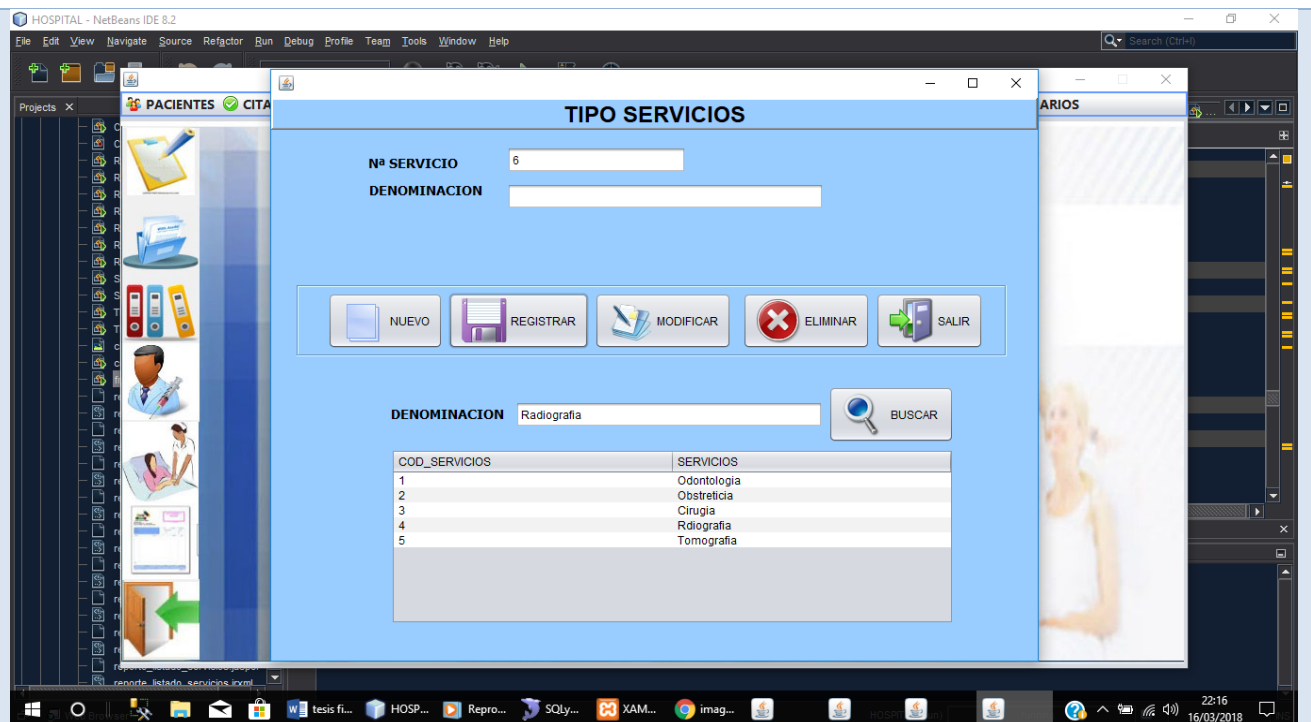 HOSPITAL - NetBeans IDE 8.2
File Edit View Navigate Source Refactor Run Debug Profile Team Tools Window Help
Search (Ctrl+I)
Projects
PACIENTES CITA
ARIOS
TIPO SERVICIOS
Nª SERVICIO 6
DENOMINACION
NUEVO REGISTRAR MODIFICAR ELIMINAR SALIR
DENOMINACION Radiografia BUSCAR
COD_SERVICIOS SERVICIOS
1 Odontologia
2 Obstreticia
3 Cirugia
4 Rdiografia
5 Tomografia
reporte_listado_servicios.jrxml
tesis fi... HOSP... Repro... SQLy... XAM... imag...
22:16
16/03/2018